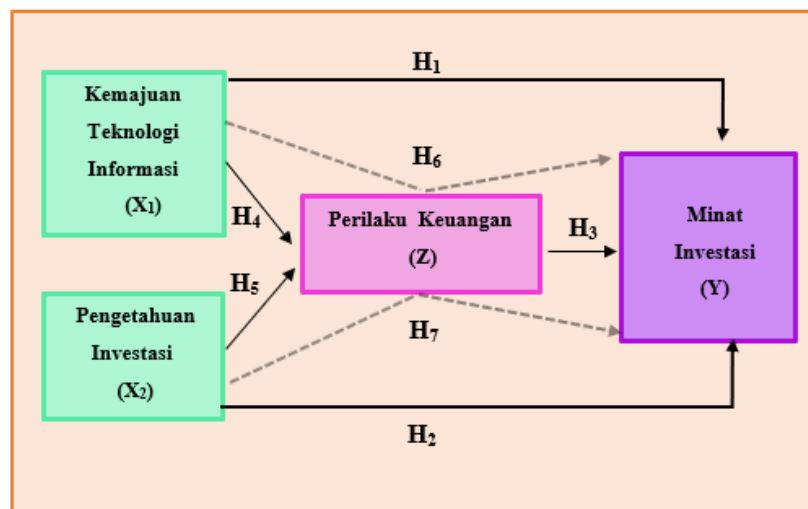 H₁
Kemajuan
Teknologi
Informasi
(X₁)
H₆
H₄
Perilaku Keuangan
(Z)
H₃
Minat
Investasi
(Y)
H₅
Pengetahuan
Investasi
(X₂)
H₇
H₂